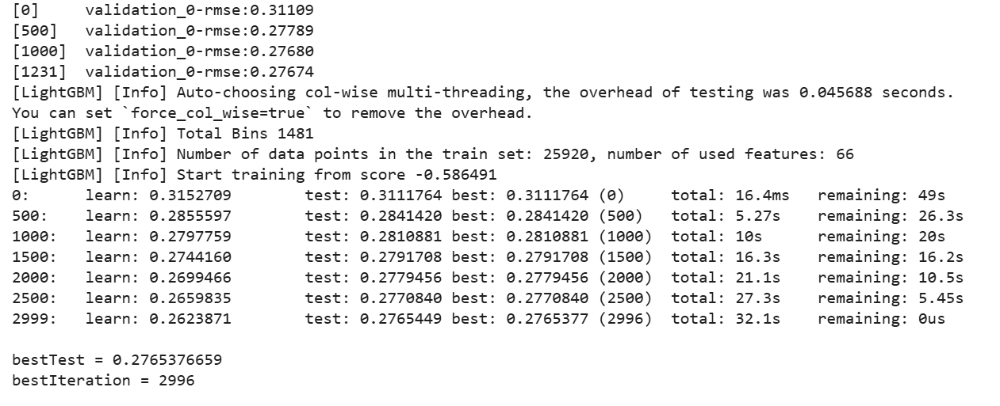 [0]	validation_0-rmse:0.31109
[500]	validation_0-rmse:0.27789
[1000]	validation_0-rmse:0.27680
[1231]	validation_0-rmse:0.27674
[LightGBM] [Info] Auto-choosing col-wise multi-threading, the overhead of testing was 0.045688 seconds.
You can set `force_col_wise=true` to remove the overhead.
[LightGBM] [Info] Total Bins 1481
[LightGBM] [Info] Number of data points in the train set: 25920, number of used features: 66
[LightGBM] [Info] Start training from score -0.586491
0:	learn: 0.3152709	test: 0.3111764	best: 0.3111764 (0)	total: 16.4ms	remaining: 49s
500:	learn: 0.2855597	test: 0.2841420	best: 0.2841420 (500)	total: 5.27s	remaining: 26.3s
1000:	learn: 0.2797759	test: 0.2810881	best: 0.2810881 (1000)	total: 10s	remaining: 20s
1500:	learn: 0.2744160	test: 0.2791708	best: 0.2791708 (1500)	total: 16.3s	remaining: 16.2s
2000:	learn: 0.2699466	test: 0.2779456	best: 0.2779456 (2000)	total: 21.1s	remaining: 10.5s
2500:	learn: 0.2659835	test: 0.2770840	best: 0.2770840 (2500)	total: 27.3s	remaining: 5.45s
2999:	learn: 0.2623871	test: 0.2765449	best: 0.2765377 (2996)	total: 32.1s	remaining: 0us
bestTest = 0.2765376659
bestIteration = 2996